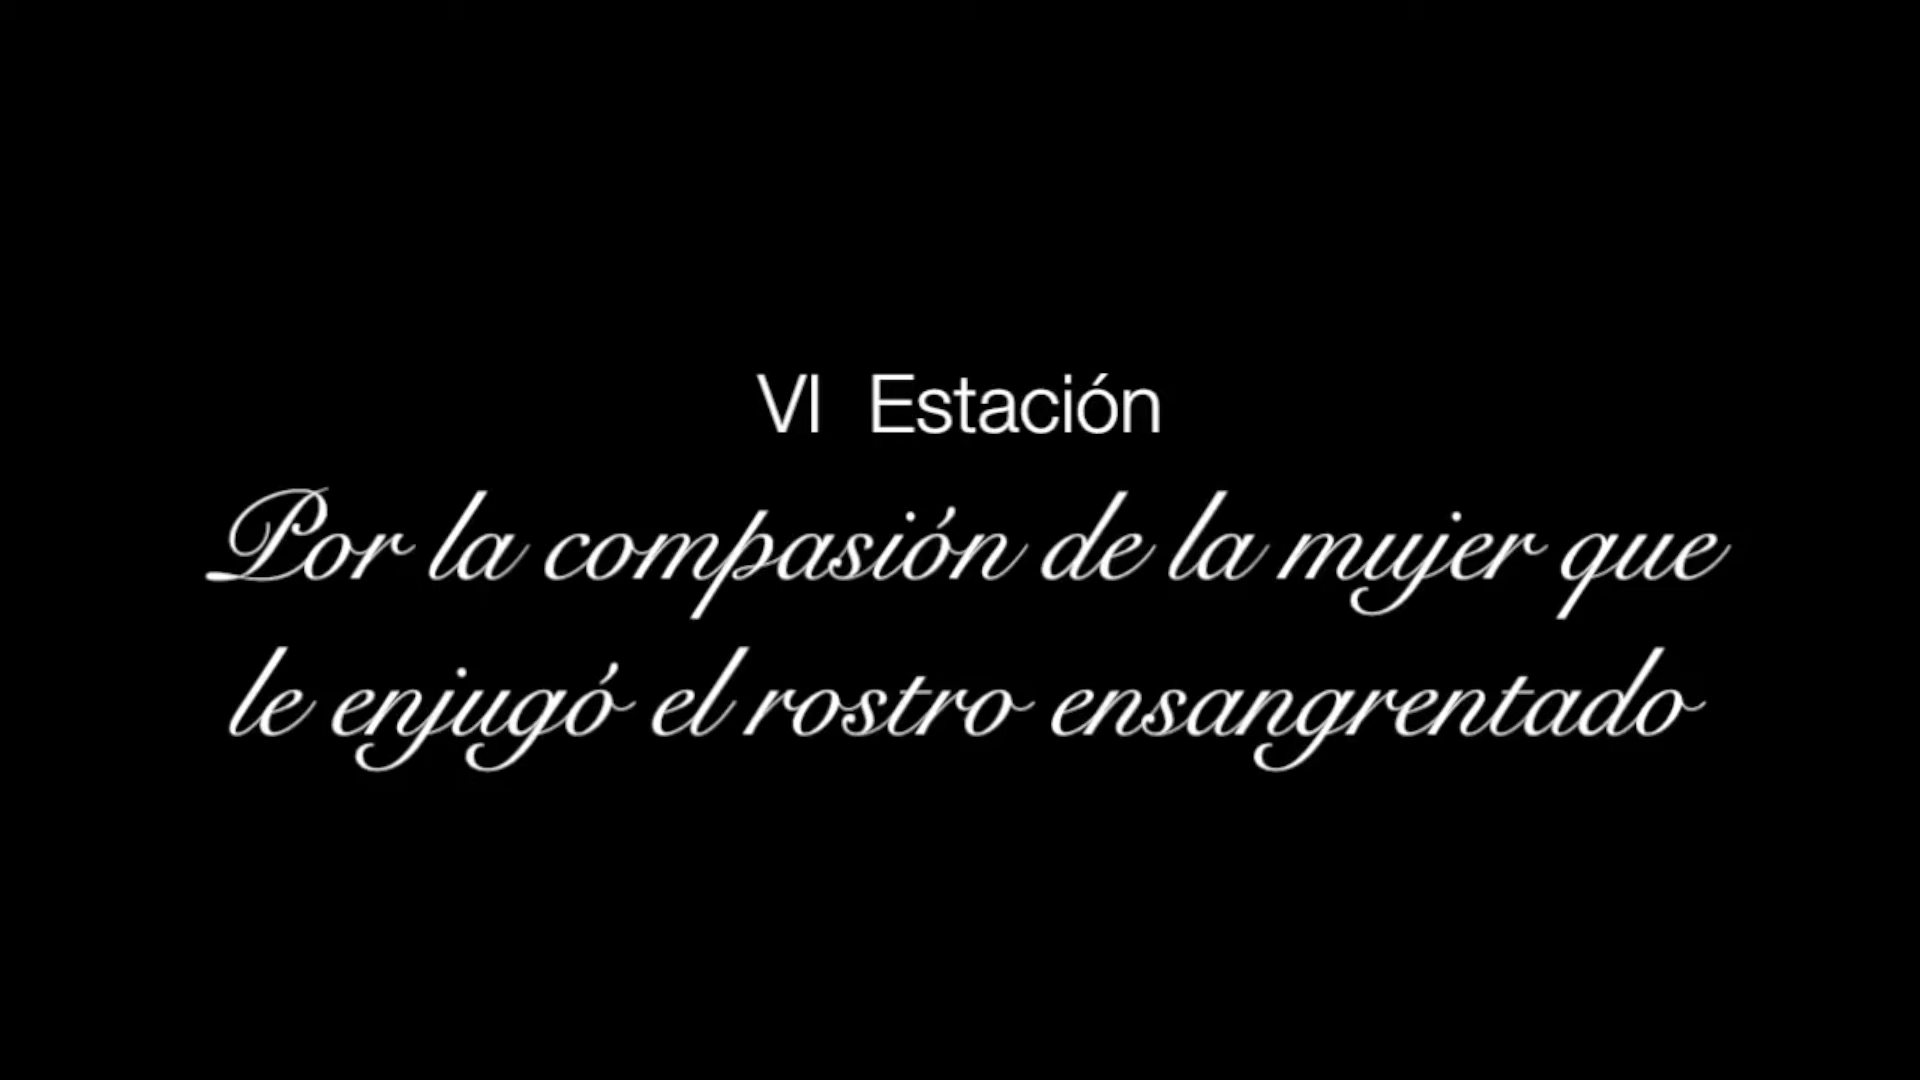 VI Estación
Por la compasión de la mujer que
le enjugó el rostro ensangrentado